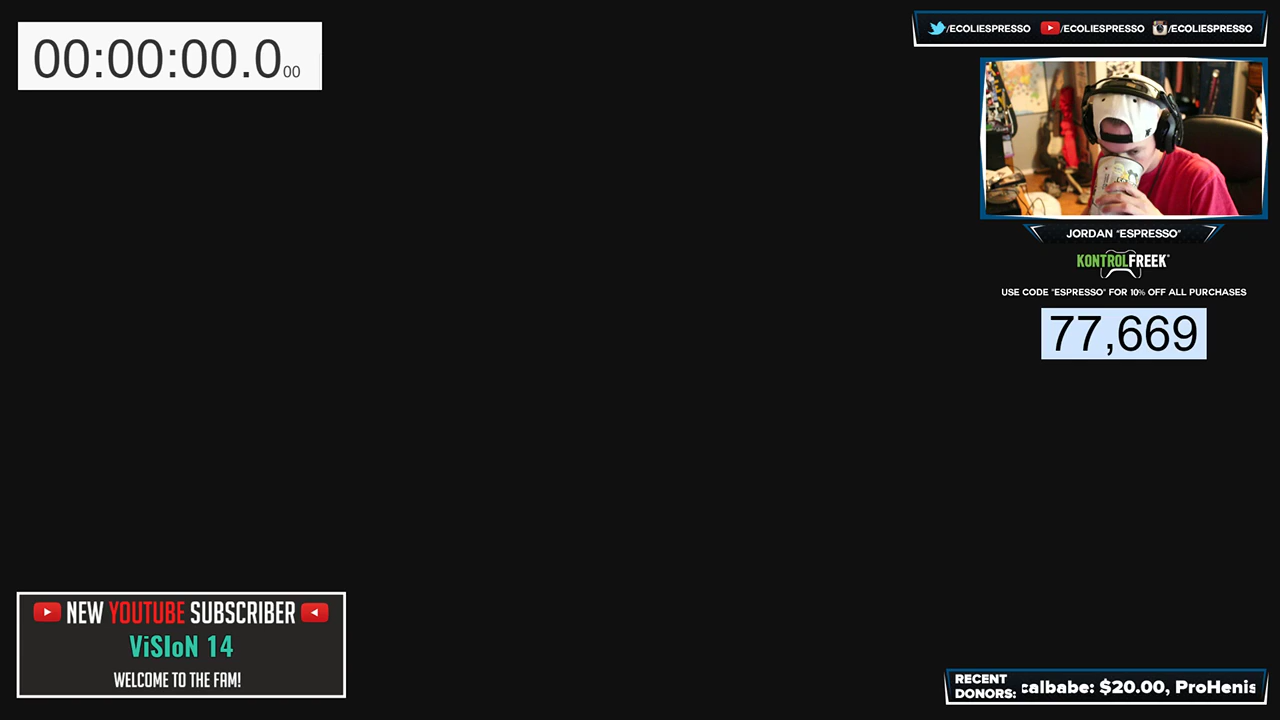 00:00:00.000
/ECOLIESPRESSO /ECOLIESPRESSO /ECOLIESPRESSO
JORDAN "ESPRESSO"
KONTROLFREEK®
USE CODE "ESPRESSO" FOR 10% OFF ALL PURCHASES
77,669
NEW YOUTUBE SUBSCRIBER
ViSIoN 14
WELCOME TO THE FAM!
RECENT
DONORS: calbabe: $20.00, ProHenis